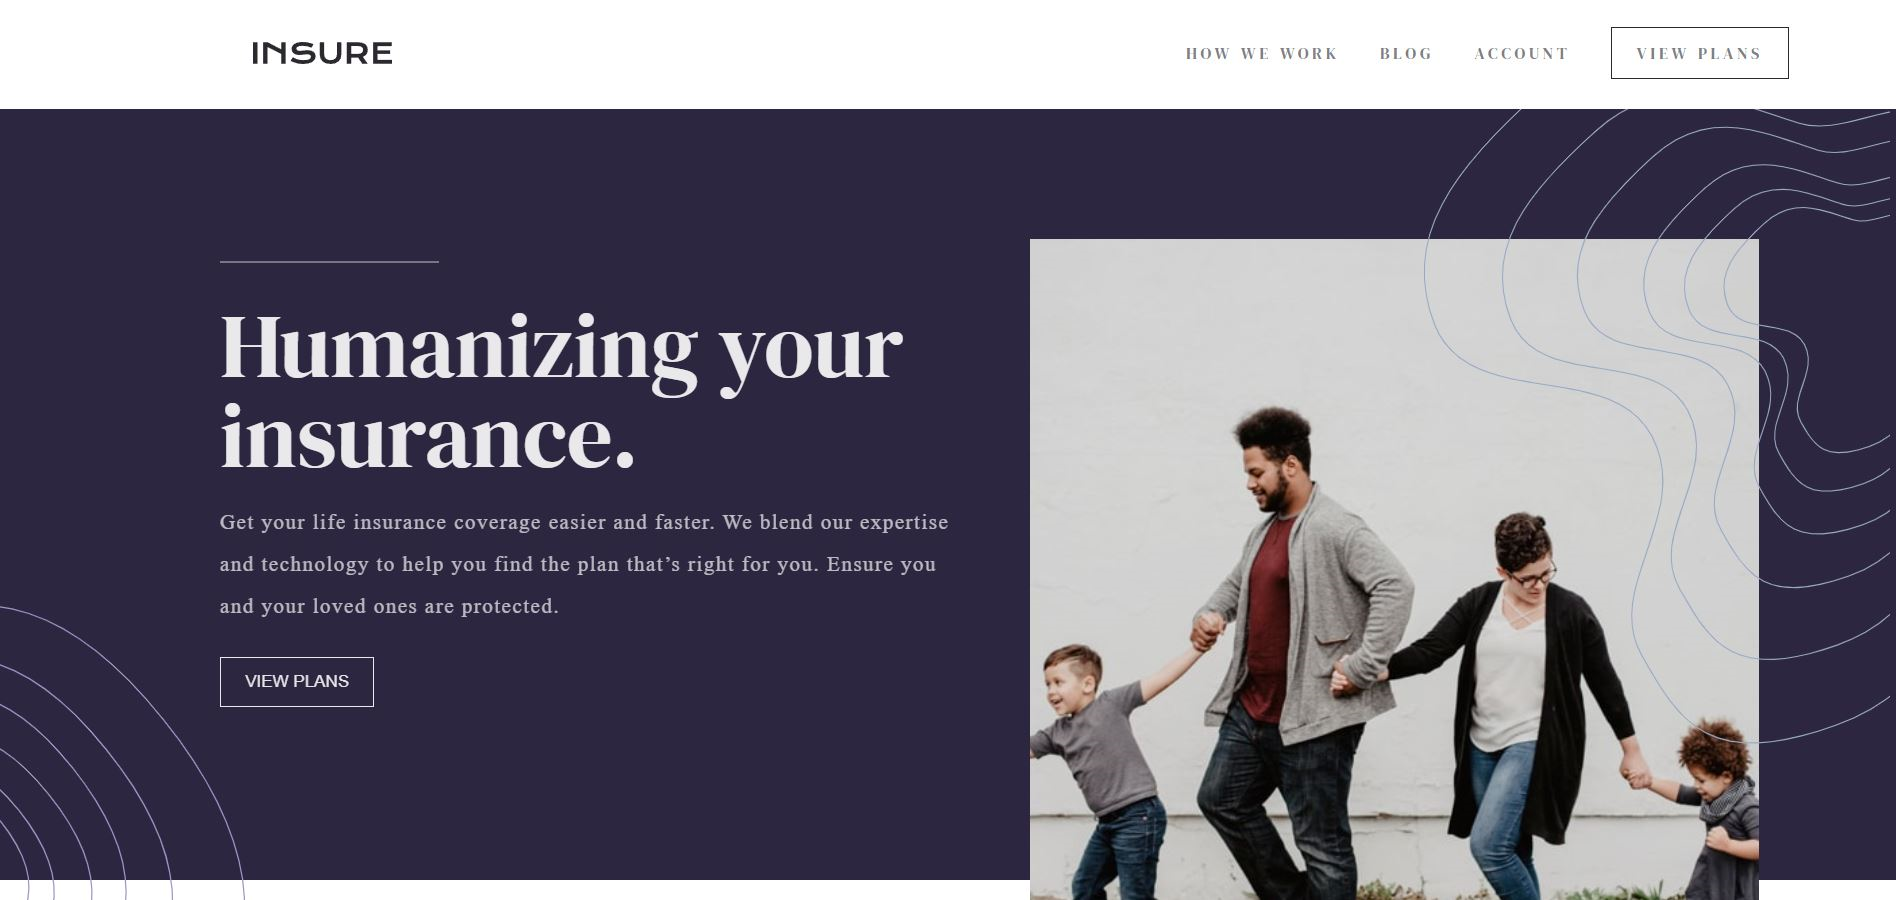 INSURE
HOW WE WORK
BLOG
ACCOUNT
VIEW PLANS
Humanizing your
insurance.
Get your life insurance coverage easier and faster. We blend our expertise
and technology to help you find the plan that’s right for you. Ensure you
and your loved ones are protected.
VIEW PLANS